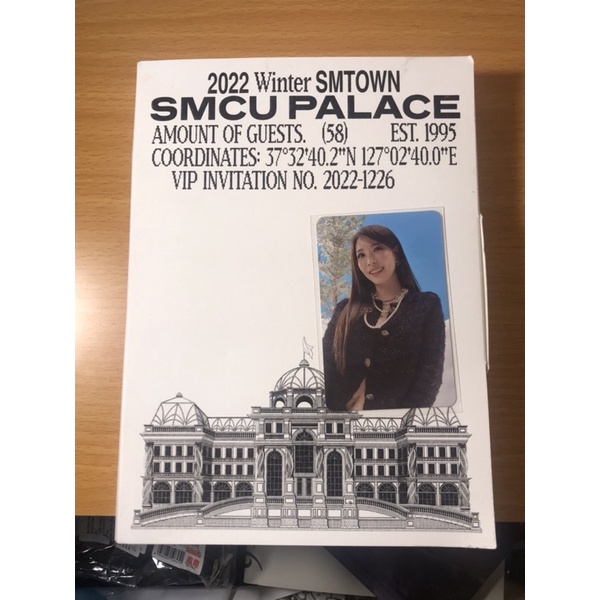 2022 Winter SMTOWN
SMCU PALACE
AMOUNT OF GUESTS. (58) EST. 1995
COORDINATES: 37°32'40.2"N 127°02'40.0"E
VIP INVITATION NO. 2022-1226